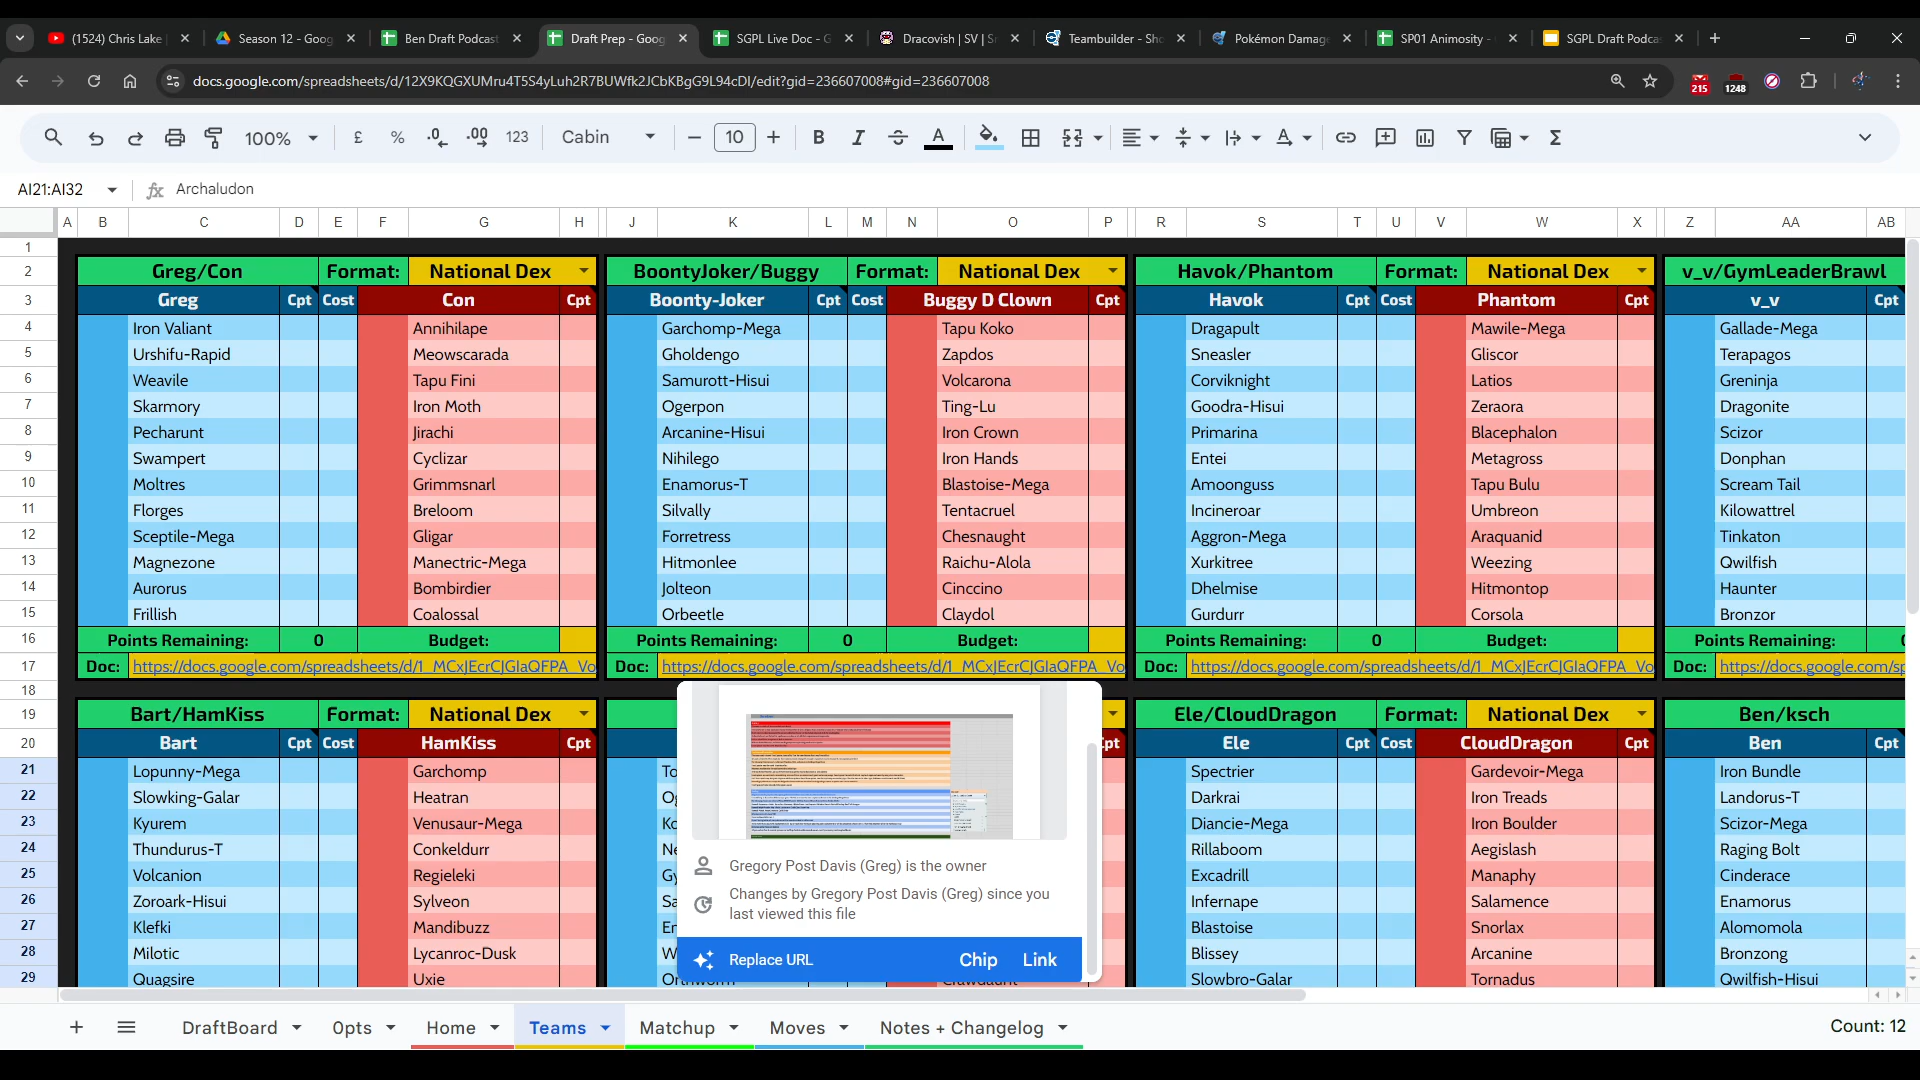 (1524) Chris Lake
Season 12 - Goog
Ben Draft Podcast
Draft Prep - Goog
SGPL Live Doc - G
Dracovish | SV | S
Teambuilder - Sho
Pokémon Damage
SP01 Animosity -
SGPL Draft Podca
docs.google.com/spreadsheets/d/12X9KQGXUMru4T5S4yLuh2R7BUWfk2JCbKBgG9L94cDI/edit?gid=236607008#gid=236607008
215
1248
100%
£
%
.0
.00
123
Cabin
10
B
I
A
Σ
AI21:AI32
fx
Archaludon
A B C D E F G H J K L M N O P R S T U V W X Z AA AB
1
2 Greg/Con Format: National Dex BoontyJoker/Buggy Format: National Dex Havok/Phantom Format: National Dex v_v/GymLeaderBrawl
3 Greg Cpt Cost Con Cpt Boonty-Joker Cpt Cost Buggy D Clown Cpt Havok Cpt Cost Phantom Cpt v_v Cpt
4 Iron Valiant Annihilape Garchomp-Mega Tapu Koko Dragapult Mawile-Mega Gallade-Mega
5 Urshifu-Rapid Meowscarada Gholdengo Zapdos Sneasler Gliscor Terapagos
6 Weavile Tapu Fini Samurott-Hisui Volcarona Corviknight Latios Greninja
7 Skarmory Iron Moth Ogerpon Ting-Lu Goodra-Hisui Zeraora Dragonite
8 Pecharunt Jirachi Arcanine-Hisui Iron Crown Primarina Blacephalon Scizor
9 Swampert Cyclizar Nihilego Iron Hands Entei Metagross Donphan
10 Moltres Grimmsnarl Enamorus-T Blastoise-Mega Amoonguss Tapu Bulu Scream Tail
11 Florges Breloom Silvally Tentacruel Incineroar Umbreon Kilowattrel
12 Sceptile-Mega Gligar Forretress Chesnaught Aggron-Mega Araquanid Tinkaton
13 Magnezone Manectric-Mega Hitmonlee Raichu-Alola Xurkitree Weezing Qwilfish
14 Aurorus Bombirdier Jolteon Cinccino Dhelmise Hitmontop Haunter
15 Frillish Coalossal Orbeetle Claydol Gurdurr Corsola Bronzor
16 Points Remaining: 0 Budget: Points Remaining: 0 Budget: Points Remaining: 0 Budget: Points Remaining:
17 Doc: https://docs.google.com/spreadsheets/d/1_MCxJEcrCJGIaQFPA_Vo Doc: https://docs.google.com/spreadsheets/d/1_MCxJEcrCJGIaQFPA_Vo Doc: https://docs.google.com/spreadsheets/d/1_MCxJEcrCJGIaQFPA_Vo Doc: https://docs.google.com/sp
18
19 Bart/HamKiss Format: National Dex Ele/CloudDragon Format: National Dex Ben/ksch
20 Bart Cpt Cost HamKiss Cpt Cpt Ele Cpt Cost CloudDragon Cpt Ben Cpt
21 Lopunny-Mega Garchomp To Spectrier Gardevoir-Mega Iron Bundle
22 Slowking-Galar Heatran Og Darkrai Iron Treads Landorus-T
23 Kyurem Venusaur-Mega Ko Diancie-Mega Iron Boulder Scizor-Mega
24 Thundurus-T Conkeldurr Ne Rillaboom Aegislash Raging Bolt
25 Volcanion Regieleki Gy Excadrill Manaphy Cinderace
26 Zoroark-Hisui Sylveon Sa Infernape Salamence Enamorus
27 Klefki Mandibuzz En Blastoise Snorlax Alomomola
28 Milotic Lycanroc-Dusk W Blissey Arcanine Bronzong
29 Quagsire Uxie Orthworm Crawdaunt Slowbro-Galar Tornadus Qwilfish-Hisui
Gregory Post Davis (Greg) is the owner
Changes by Gregory Post Davis (Greg) since you
last viewed this file
Replace URL Chip Link
DraftBoard
0pts
Home
Teams
Matchup
Moves
Notes + Changelog
Count: 12